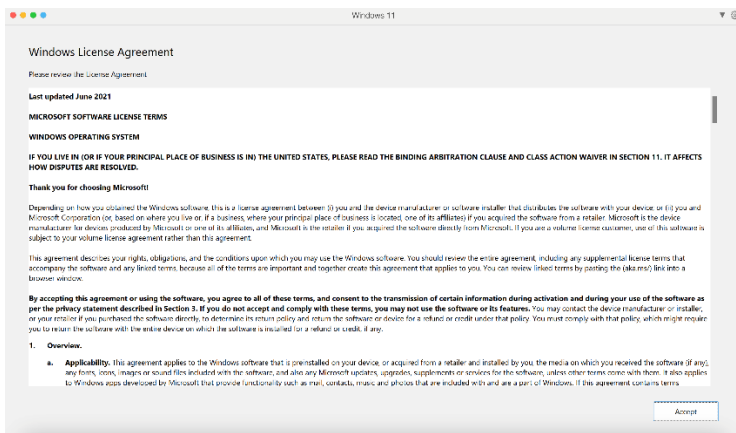 Windows 11
Windows License Agreement
Please review the License Agreement
Last updated June 2021
MICROSOFT SOFTWARE LICENSE TERMS
WINDOWS OPERATING SYSTEM
IF YOU LIVE IN (OR IF YOUR PRINCIPAL PLACE OF BUSINESS IS IN) THE UNITED STATES, PLEASE READ THE BINDING ARBITRATION CLAUSE AND CLASS ACTION WAIVER IN SECTION 11. IT AFFECTS
HOW DISPUTES ARE RESOLVED.
Thank you for choosing Microsoft!
Depending on how you obtained the Windows software, this is a license agreement between (i) you and the device manufacturer or software installer that distributes the software with your device; or (ii) you and
Microsoft Corporation (or, based on where you live or, if a business, where your principal place of business is located, one of its affiliates) if you acquired the software from a retailer. Microsoft is the device
manufacturer for devices produced by Microsoft or one of its affiliates, and Microsoft is the retailer if you acquired the software directly from Microsoft. If you are a volume license customer, use of this software is
subject to your volume license agreement rather than this agreement.
This agreement describes your rights, obligations, and the conditions upon which you may use the Windows software. You should review the entire agreement, including any supplemental license terms that
accompany the software and any linked terms, because all of the terms are important and together create this agreement that applies to you. You can review linked terms by pasting the (aka.ms/) link into a
browser window.
By accepting this agreement or using the software, you agree to all of these terms, and consent to the transmission of certain information during activation and during your use of the software as
per the privacy statement described in Section 3. If you do not accept and comply with these terms, you may not use the software or its features. You may contact the device manufacturer or installer,
or your retailer if you purchased the software directly, to determine its return policy and return the software or device for a refund or credit under that policy. You must comply with that policy, which might require
you to return the software with the entire device on which the software is installed for a refund or credit, if any.
1. Overview.
a. Applicability. This agreement applies to the Windows software that is preinstalled on your device, or acquired from a retailer and installed by you, the media on which you received the software (if any),
any fonts, icons, images or sound files included with the software, and also any Microsoft updates, upgrades, supplements or services for the software, unless other terms come with them. It also applies
to Windows apps developed by Microsoft that provide functionality such as mail, contacts, music and photos that are included with and are a part of Windows. If this agreement contains terms
Accept